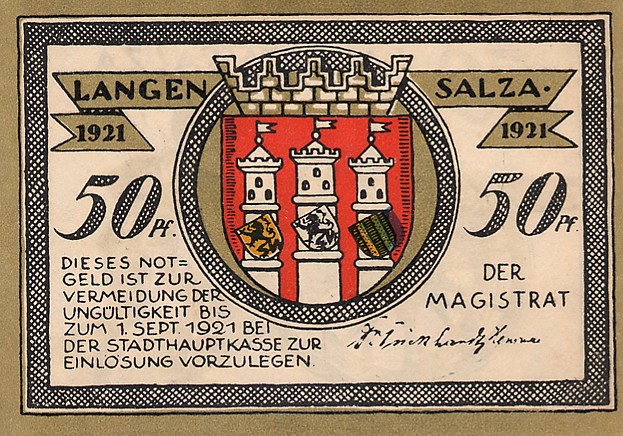 LANGEN SALZA.
1921 1921
50 Pf. 50 Pf.
DIESES NOT=
GELD IST ZUR
VERMEIDUNG DER
UNGÜLTIGKEIT BIS
ZUM 1. SEPT. 1921 BEI
DER STADTHAUPTKASSE ZUR
EINLÖSUNG VORZULEGEN.
DER
MAGISTRAT